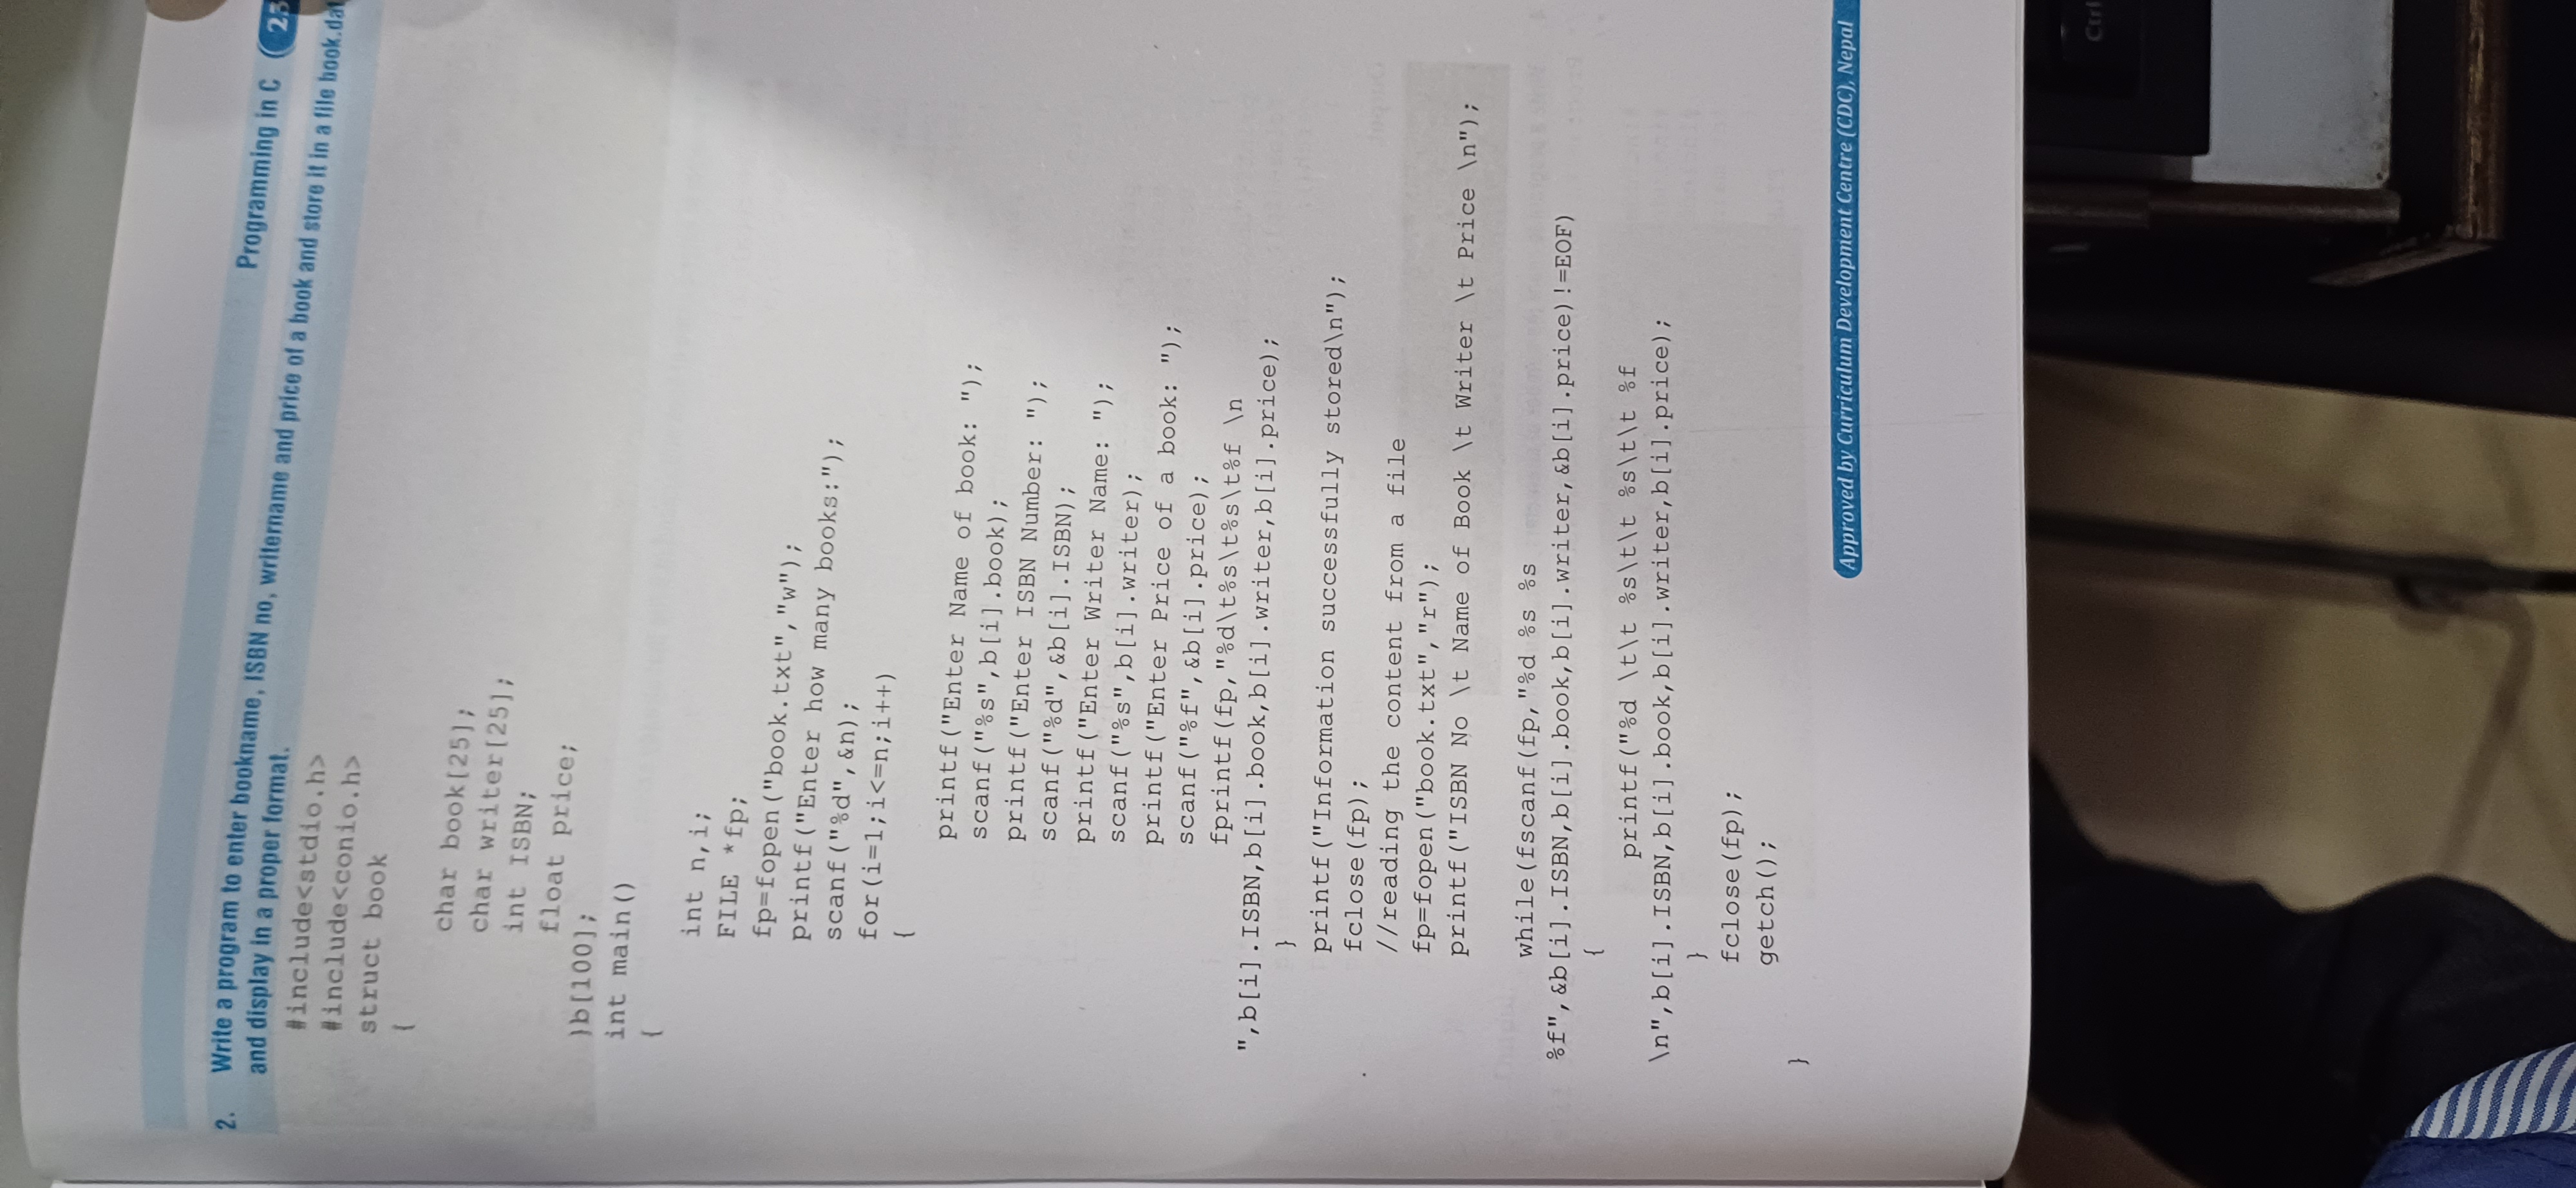 Programming in C
2. Write a program to enter bookname, ISBN no, writername and price of a book and store it in a file book.dat
and display in a proper format.
#include<stdio.h>
#include<conio.h>
struct book
{
char book[25];
char writer[25];
int ISBN;
float price;
}b[100];
int main()
{
int n,i;
FILE *fp;
fp=fopen("book.txt","w");
printf("Enter how many books:");
scanf("%d",&n);
for(i=1;i<=n;i++)
{
printf("Enter Name of book: ");
scanf("%s",b[i].book);
printf("Enter ISBN Number: ");
scanf("%d",&b[i].ISBN);
printf("Enter Writer Name: ");
scanf("%s",b[i].writer);
printf("Enter Price of a book: ");
scanf("%f",&b[i].price);
fprintf(fp,"%d\t%s\t%s\t%f \n
",b[i].ISBN,b[i].book,b[i].writer,b[i].price);
}
printf("Information successfully stored\n");
fclose(fp);
//reading the content from a file
fp=fopen("book.txt","r");
printf("ISBN No \t Name of Book \t Writer \t Price \n");
while(fscanf(fp,"%d %s %s
%f",&b[i].ISBN,b[i].book,b[i].writer,&b[i].price)!=EOF)
{
printf("%d \t\t %s\t\t %s\t\t %f
\n",b[i].ISBN,b[i].book,b[i].writer,b[i].price);
}
fclose(fp);
getch();
}
Approved by Curriculum Development Centre (CDC), Nepal
Ctrl